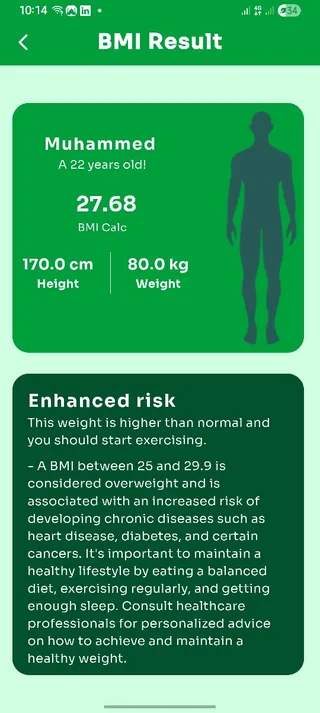 10:14 4G 34
BMI Result
Muhammed
A 22 years old!
27.68
BMI Calc
170.0 cm 80.0 kg
Height Weight
Enhanced risk
This weight is higher than normal and
you should start exercising.
- A BMI between 25 and 29.9 is
considered overweight and is
associated with an increased risk of
developing chronic diseases such as
heart disease, diabetes, and certain
cancers. It's important to maintain a
healthy lifestyle by eating a balanced
diet, exercising regularly, and getting
enough sleep. Consult healthcare
professionals for personalized advice
on how to achieve and maintain a
healthy weight.